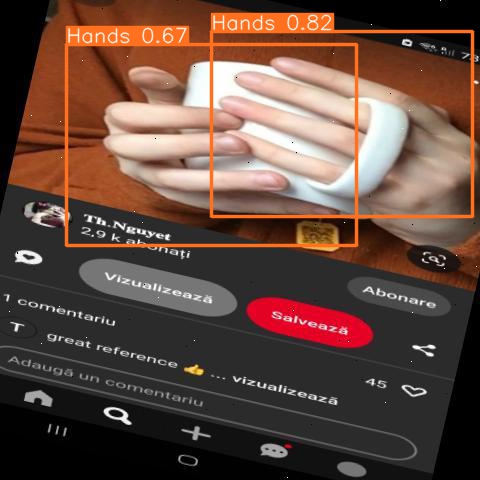 Hands 0.67
Hands 0.82
Th.Nguyet
2,9 k abonați
Abonare
Vizualizează
Salvează
1 comentariu
T
great reference 👍 ... vizualizează
45
Adaugă un comentariu